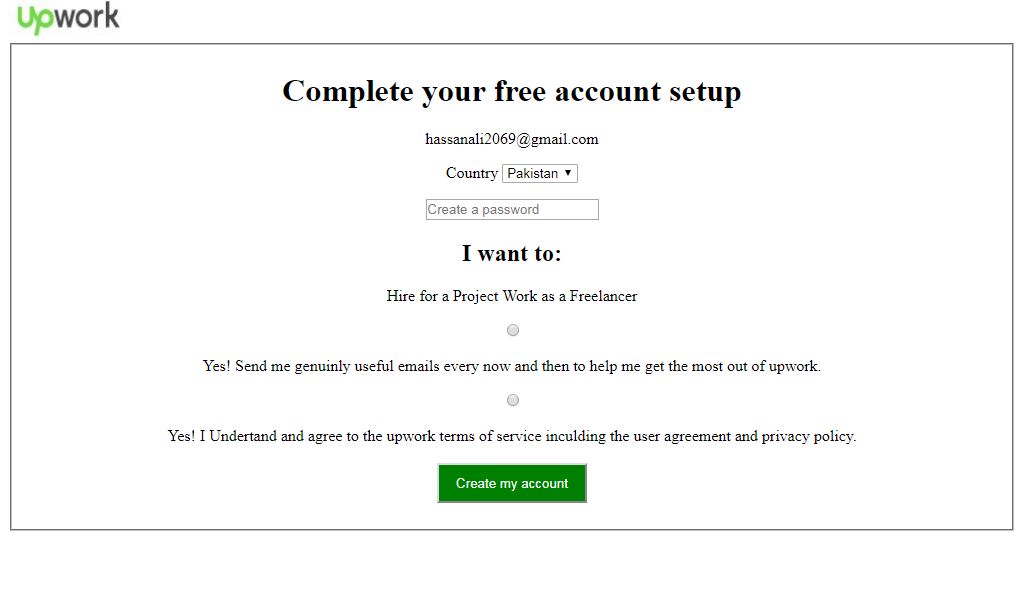 Upwork
Complete your free account setup
hassanali2069@gmail.com
Country Pakistan
Create a password
I want to:
Hire for a Project Work as a Freelancer
Yes! Send me genuinly useful emails every now and then to help me get the most out of upwork.
Yes! I Undertand and agree to the upwork terms of service inculding the user agreement and privacy policy.
Create my account